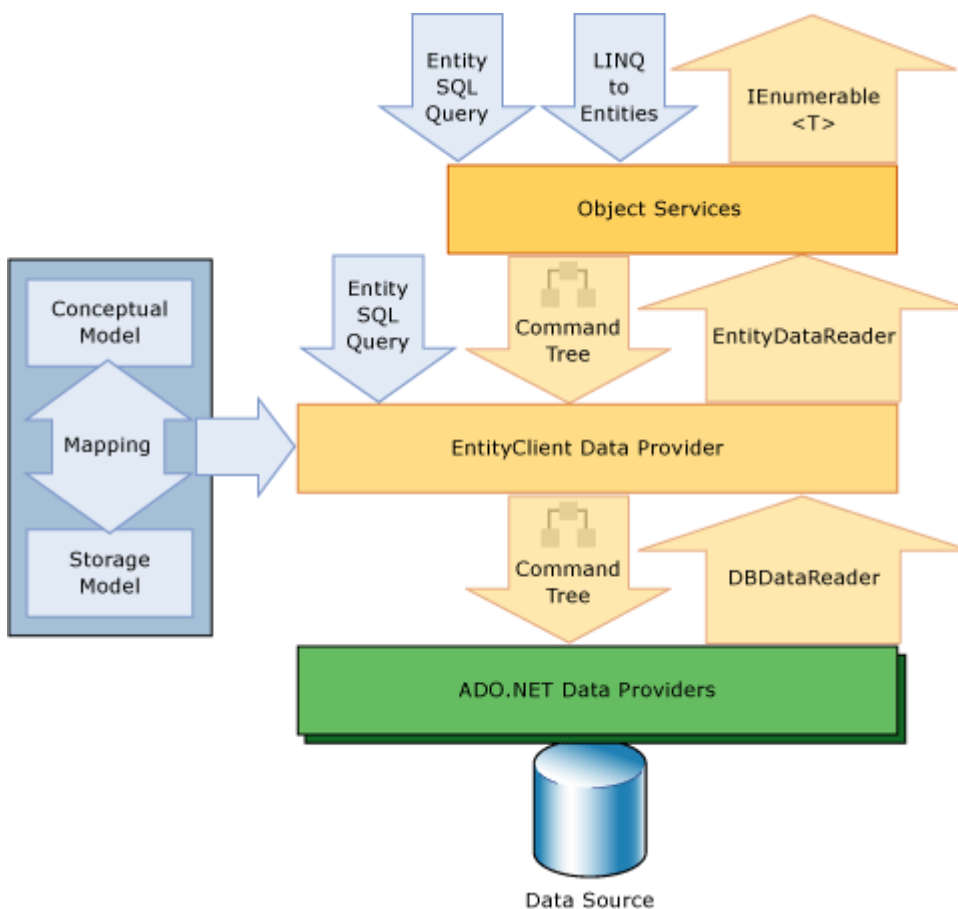 Entity
SQL
Query
LINQ
to
Entities
IEnumerable
<T>
Object Services
Conceptual
Model
Mapping
Storage
Model
Entity
SQL
Query
Command
Tree
EntityDataReader
EntityClient Data Provider
Command
Tree
DBDataReader
ADO.NET Data Providers
Data Source